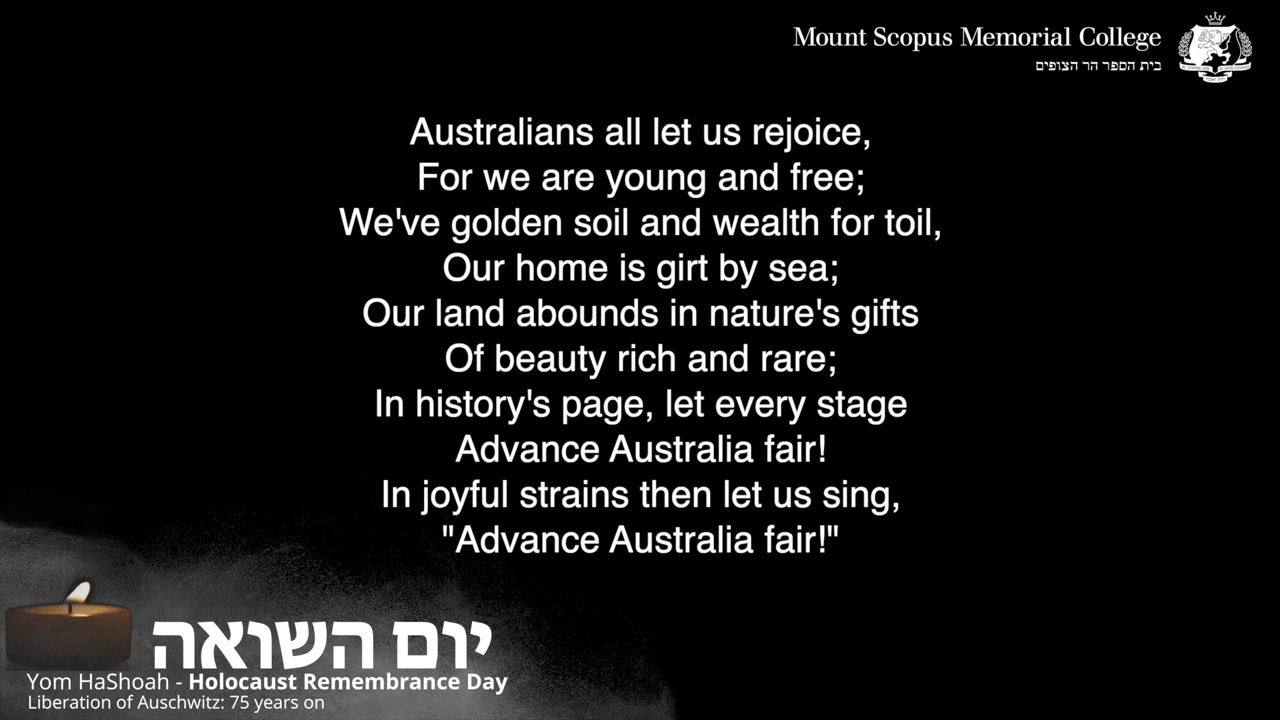 Mount Scopus Memorial College
בית הספר הר הצופים
Australians all let us rejoice,
For we are young and free;
We've golden soil and wealth for toil,
Our home is girt by sea;
Our land abounds in nature's gifts
Of beauty rich and rare;
In history's page, let every stage
Advance Australia fair!
In joyful strains then let us sing,
"Advance Australia fair!"
יום השואה
Yom HaShoah - Holocaust Remembrance Day
Liberation of Auschwitz: 75 years on